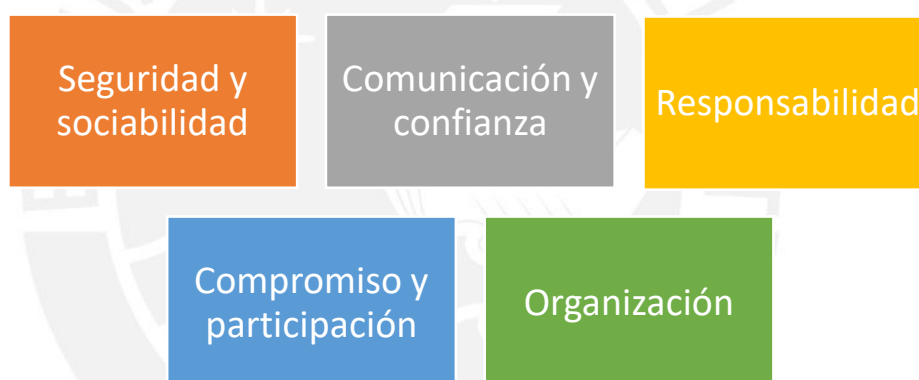 Seguridad y
sociabilidad
Comunicación y
confianza
Responsabilidad
Compromiso y
participación
Organización